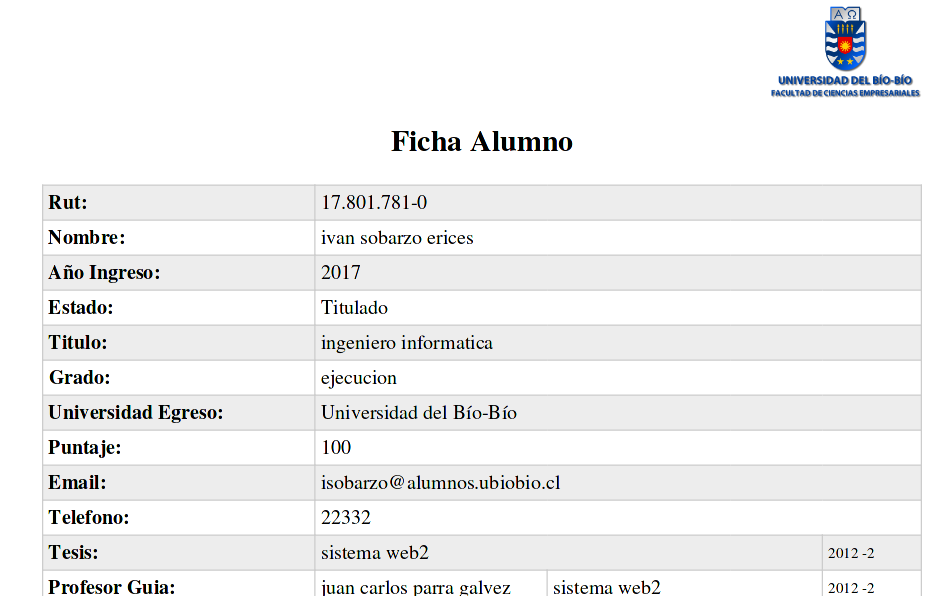 ΑΩ
UNIVERSIDAD DEL BÍO-BÍO
FACULTAD DE CIENCIAS EMPRESARIALES
Ficha Alumno
Rut: 17.801.781-0
Nombre: ivan sobarzo erices
Año Ingreso: 2017
Estado: Titulado
Titulo: ingeniero informatica
Grado: ejecucion
Universidad Egreso: Universidad del Bío-Bío
Puntaje: 100
Email: isobarzo@alumnos.ubiobio.cl
Telefono: 22332
Tesis: sistema web2 2012 -2
Profesor Guia: juan carlos parra galvez sistema web2 2012 -2